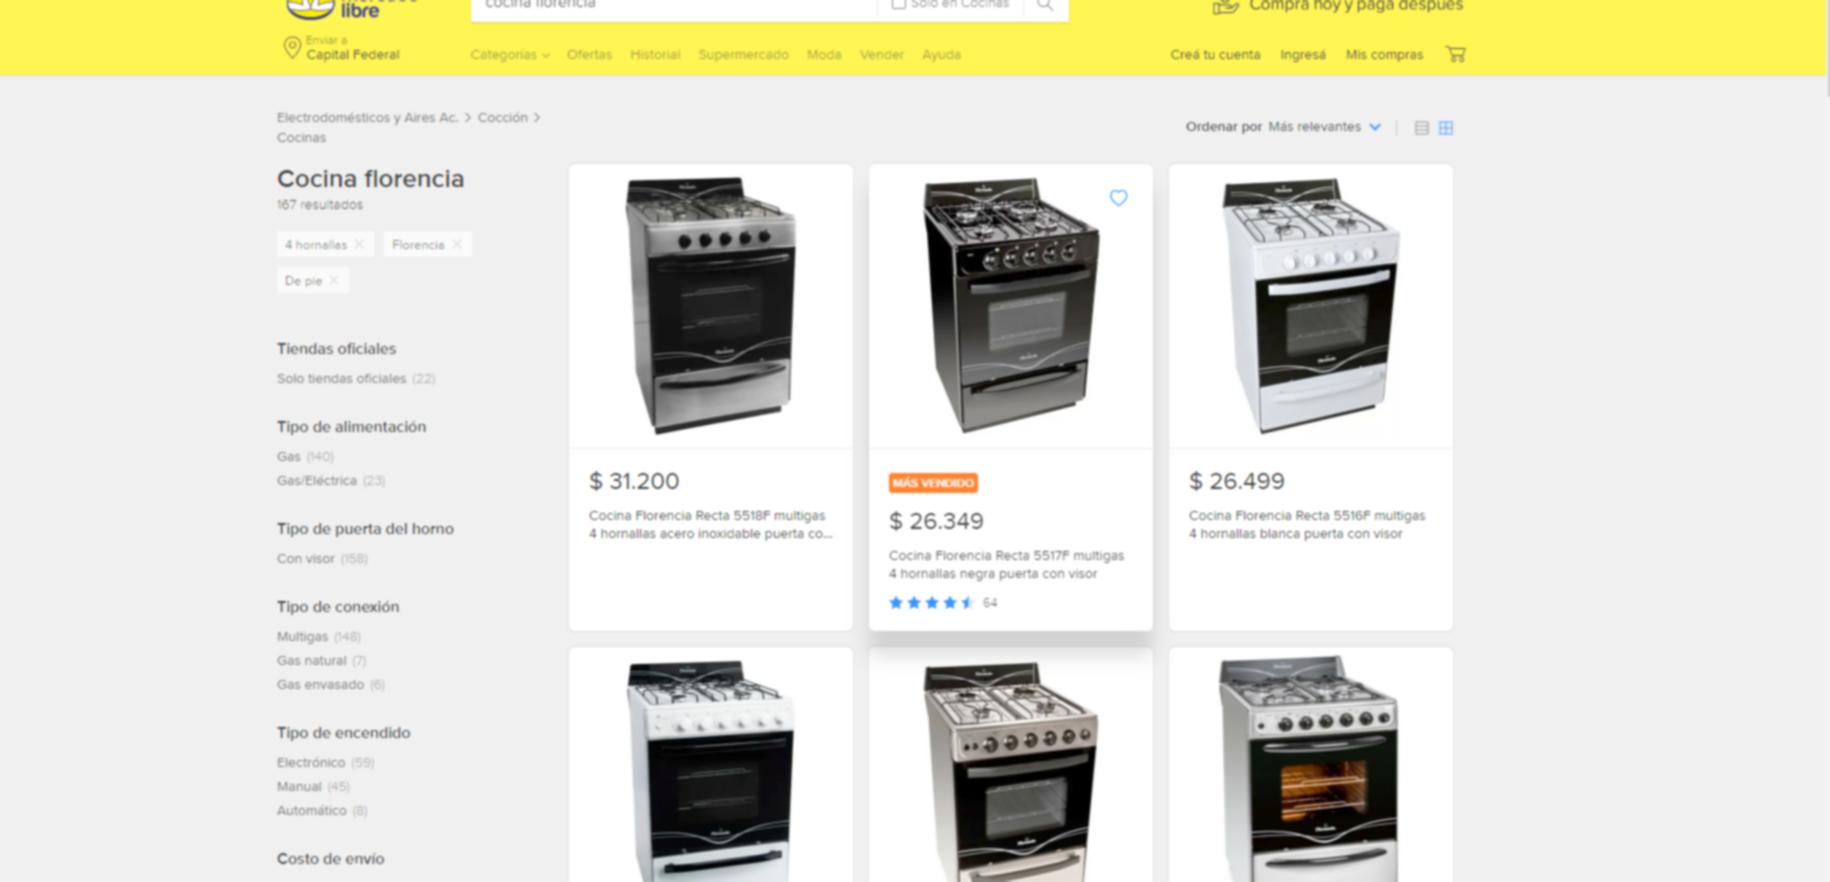 libre
cocina florencia
Solo en Cocinas
Compra hoy y paga después
Enviar a
Capital Federal
Categorías
Ofertas
Historial
Supermercado
Moda
Vender
Ayuda
Creá tu cuenta
Ingresá
Mis compras
Electrodomésticos y Aires Ac. > Cocción >
Cocinas
Ordenar por Más relevantes
Cocina florencia
167 resultados
4 hornallas ×
Florencia ×
De pie ×
Tiendas oficiales
Solo tiendas oficiales (22)
Tipo de alimentación
Gas (140)
Gas/Eléctrica (23)
Tipo de puerta del horno
Con visor (158)
Tipo de conexión
Multigas (148)
Gas natural (7)
Gas envasado (6)
Tipo de encendido
Electrónico (59)
Manual (45)
Automático (8)
Costo de envío
$ 31.200
Cocina Florencia Recta 5518F multigas
4 hornallas acero inoxidable puerta co...
MÁS VENDIDO
$ 26.349
Cocina Florencia Recta 5517F multigas
4 hornallas negra puerta con visor
64
$ 26.499
Cocina Florencia Recta 5516F multigas
4 hornallas blanca puerta con visor